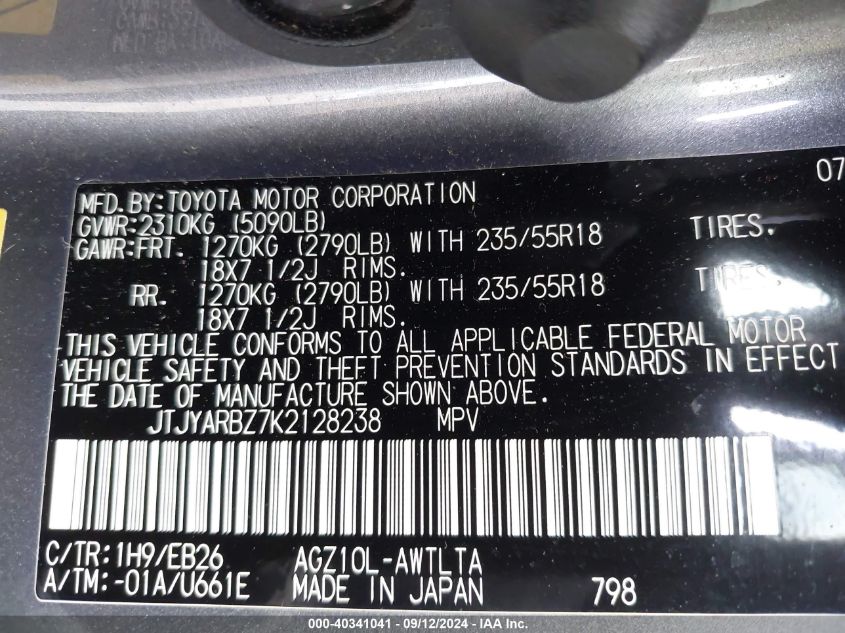 07
MFD.BY:TOYOTA MOTOR CORPORATION
GVWR:2310KG (5090LB)
GAWR:FRT. 1270KG (2790LB) WITH 235/55R18 TIRES.
18X7 1/2J RIMS.
RR. 1270KG (2790LB) WITH 235/55R18 TIRES.
18X7 1/2J RIMS.
THIS VEHICLE CONFORMS TO ALL APPLICABLE FEDERAL MOTOR
VEHICLE SAFETY AND THEFT PREVENTION STANDARDS IN EFFECT
THE DATE OF MANUFACTURE SHOWN ABOVE.
JTJYARBZ7K2128238 MPV
C/TR:1H9/EB26 AGZ10L-AWTLTA
A/TM:-01A/U661E MADE IN JAPAN 798
000-40341041 - 09/12/2024 - IAA Inc.